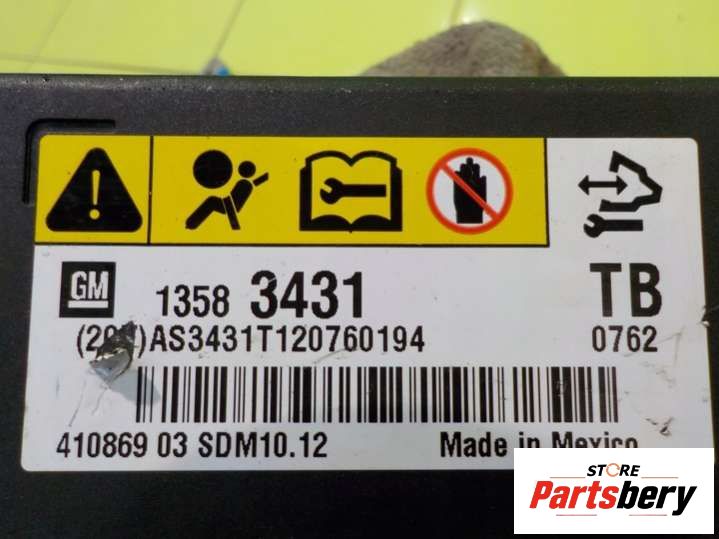 GM 1358 3431 TB
AS3431T120760194 0762
410869 03 SDM10.12 Made in Mexico
STORE
Partsbery